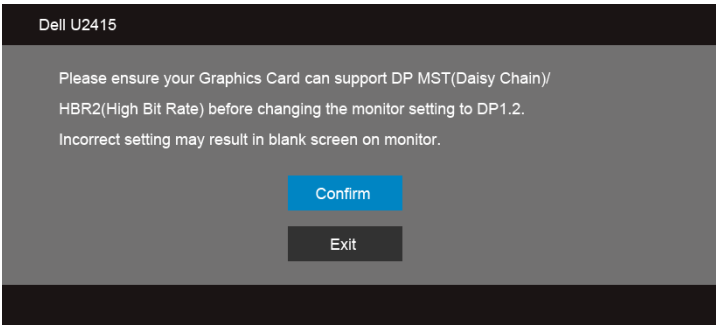 Dell U2415
Please ensure your Graphics Card can support DP MST(Daisy Chain)/
HBR2(High Bit Rate) before changing the monitor setting to DP1.2.
Incorrect setting may result in blank screen on monitor.
Confirm
Exit